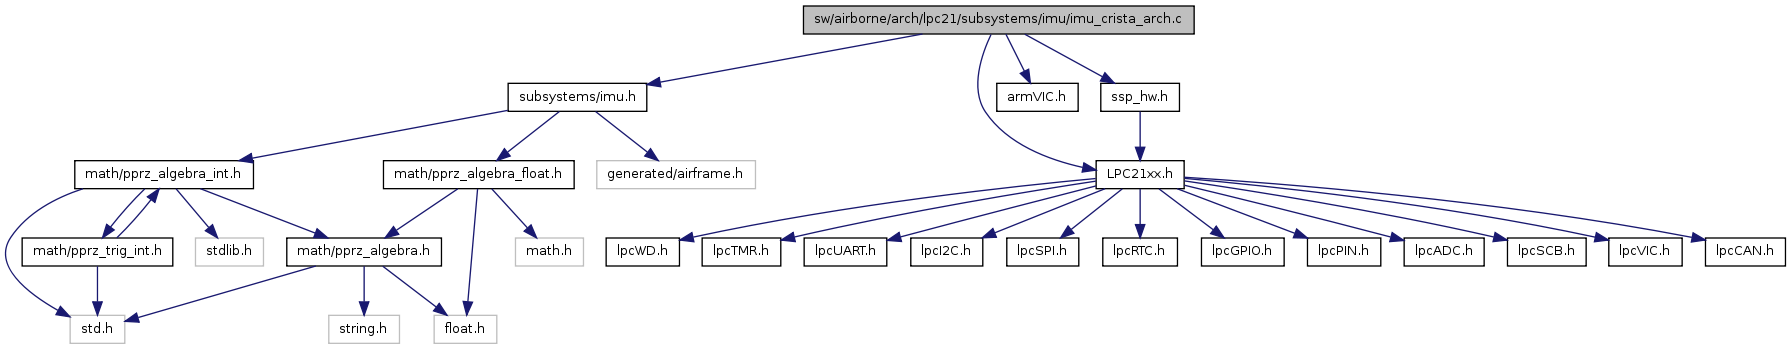 sw/airborne/arch/lpc21/subsystems/imu/imu_crista_arch.c
subsystems/imu.h
armVIC.h
ssp_hw.h
math/pprz_algebra_int.h
math/pprz_algebra_float.h
generated/airframe.h
LPC21xx.h
math/pprz_trig_int.h
stdlib.h
math/pprz_algebra.h
math.h
lpcWD.h
lpcTMR.h
lpcUART.h
lpcI2C.h
lpcSPI.h
lpcRTC.h
lpcGPIO.h
lpcPIN.h
lpcADC.h
lpcSCB.h
lpcVIC.h
lpcCAN.h
std.h
string.h
float.h